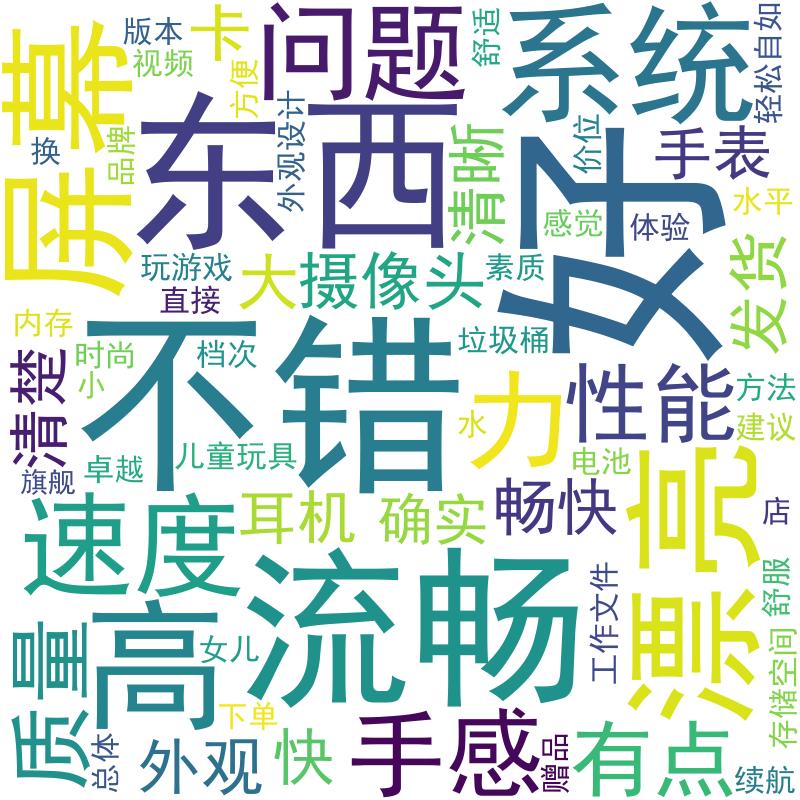 版本
卡
问题
舒适
系统
轻松自如
屏幕
视频
方便
换
品牌
东西
外观设计
清晰
价位
好
手表
水平
感觉
体验
发货
玩游戏
直接
大
摄像头
素质
内存
时尚
小
档次
垃圾桶
不错
清楚
旗舰
卓越
儿童玩具
水
力
性能
方法
建议
电池
速度
耳机
确实
畅快
漂亮
店
流畅
工作文件
舒服
存储空间
质量
高
女儿
下单
总体
外观
快
手感
赠品
有点
续航